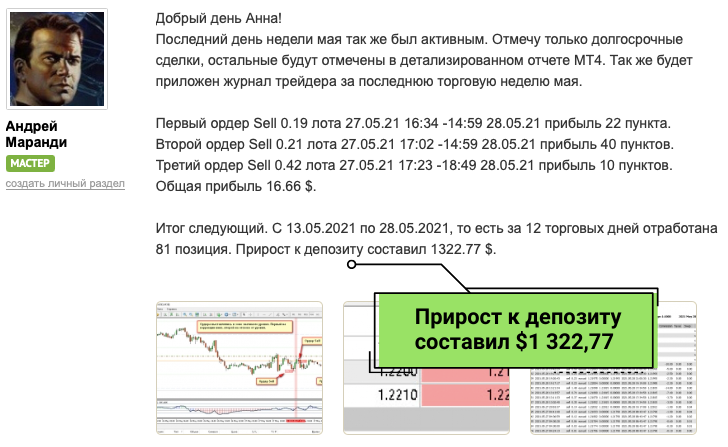 Добрый день Анна!
Последний день недели мая так же был активным. Отмечу только долгосрочные
сделки, остальные будут отмечены в детализированном отчете МТ4. Так же будет
приложен журнал трейдера за последнюю торговую неделю мая.
Андрей
Маранди
МАСТЕР
создать личный раздел
Первый ордер Sell 0.19 лота 27.05.21 16:34 -14:59 28.05.21 прибыль 22 пункта.
Второй ордер Sell 0.21 лота 27.05.21 17:02 -14:59 28.05.21 прибыль 40 пунктов.
Третий ордер Sell 0.42 лота 27.05.21 17:23 -18:49 28.05.21 прибыль 10 пунктов.
Общая прибыль 16.66 $.
Итог следующий. С 13.05.2021 по 28.05.2021, то есть за 12 торговых дней отработана
81 позиция. Прирост к депозиту составил 1322.77 $.
Прирост к депозиту
составил $1 322,77
1.2200
1.2210
1.22